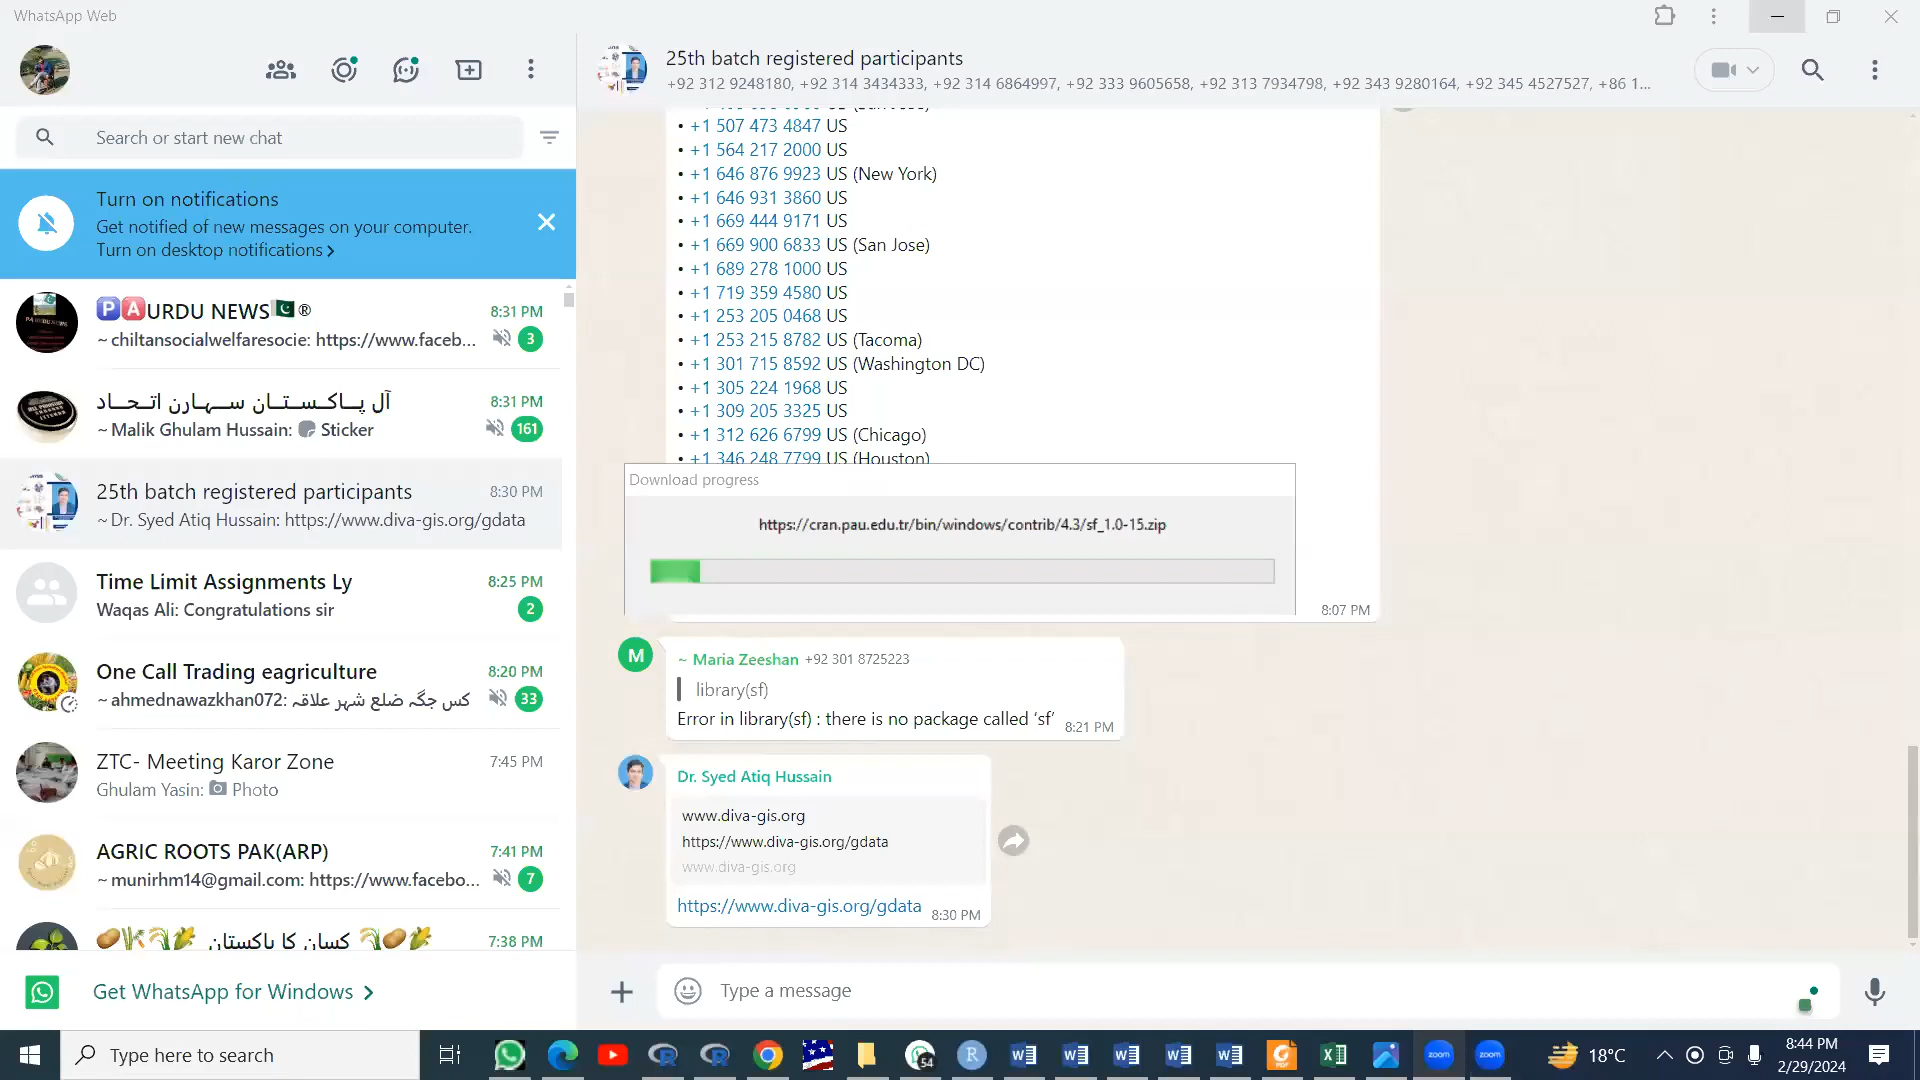 WhatsApp Web
25th batch registered participants
+92 312 9248180, +92 314 3434333, +92 314 6864997, +92 333 9605658, +92 313 7934798, +92 343 9280164, +92 345 4527527, +86 1...
Search or start new chat
Turn on notifications
Get notified of new messages on your computer.
Turn on desktop notifications >
🅿🅰URDU NEWS🇵🇰® 8:31 PM
~ chiltansocialwelfaresocie: https://www.faceb... 3
آل پـــاکـــســـتـــان ســـہـــارن اتـــحـــاد 8:31 PM
~ Malik Ghulam Hussain: Sticker 161
25th batch registered participants 8:30 PM
~ Dr. Syed Atiq Hussain: https://www.diva-gis.org/gdata
Time Limit Assignments Ly 8:25 PM
Waqas Ali: Congratulations sir 2
One Call Trading eagriculture 8:20 PM
~ ahmednawazkhan072: کس جگہ ضلع شہر علاقہ 33
ZTC- Meeting Karor Zone 7:45 PM
Ghulam Yasin: Photo
AGRIC ROOTS PAK(ARP) 7:41 PM
~ munirhm14@gmail.com: https://www.facebo... 7
🥔🎋🌾🌽 کسان کا پاکستان 🌾🥔🌽 7:38 PM
Get WhatsApp for Windows >
• +1 507 473 4847 US
• +1 564 217 2000 US
• +1 646 876 9923 US (New York)
• +1 646 931 3860 US
• +1 669 444 9171 US
• +1 669 900 6833 US (San Jose)
• +1 689 278 1000 US
• +1 719 359 4580 US
• +1 253 205 0468 US
• +1 253 215 8782 US (Tacoma)
• +1 301 715 8592 US (Washington DC)
• +1 305 224 1968 US
• +1 309 205 3325 US
• +1 312 626 6799 US (Chicago)
• +1 346 248 7799 US (Houston)
Download progress
https://cran.pau.edu.tr/bin/windows/contrib/4.3/sf_1.0-15.zip
8:07 PM
M
~ Maria Zeeshan +92 301 8725223
library(sf)
Error in library(sf) : there is no package called ‘sf’ 8:21 PM
Dr. Syed Atiq Hussain
www.diva-gis.org
https://www.diva-gis.org/gdata
www.diva-gis.org
https://www.diva-gis.org/gdata 8:30 PM
Type a message
Type here to search
54
zoom
zoom
18°C
8:44 PM
2/29/2024